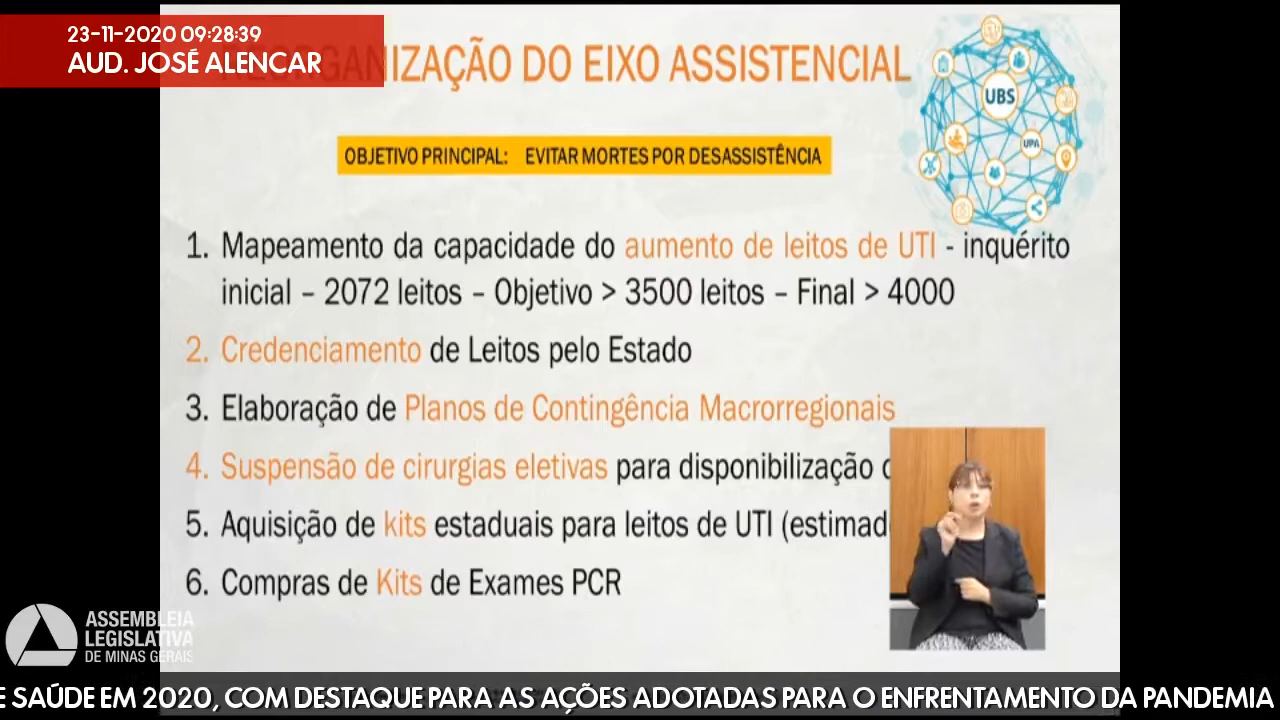 23-11-2020 09:28:39
AUD. JOSÉ ALENCAR
ORGANIZAÇÃO DO EIXO ASSISTENCIAL
UBS
UPA
OBJETIVO PRINCIPAL: EVITAR MORTES POR DESASSISTÊNCIA
1. Mapeamento da capacidade do aumento de leitos de UTI - inquérito
inicial – 2072 leitos – Objetivo > 3500 leitos – Final > 4000
2. Credenciamento de Leitos pelo Estado
3. Elaboração de Planos de Contingência Macrorregionais
4. Suspensão de cirurgias eletivas para disponibilização
5. Aquisição de kits estaduais para leitos de UTI (estimad
6. Compras de Kits de Exames PCR
ASSEMBLEIA
LEGISLATIVA
DE MINAS GERAIS
E SAÚDE EM 2020, COM DESTAQUE PARA AS AÇÕES ADOTADAS PARA O ENFRENTAMENTO DA PANDEMIA